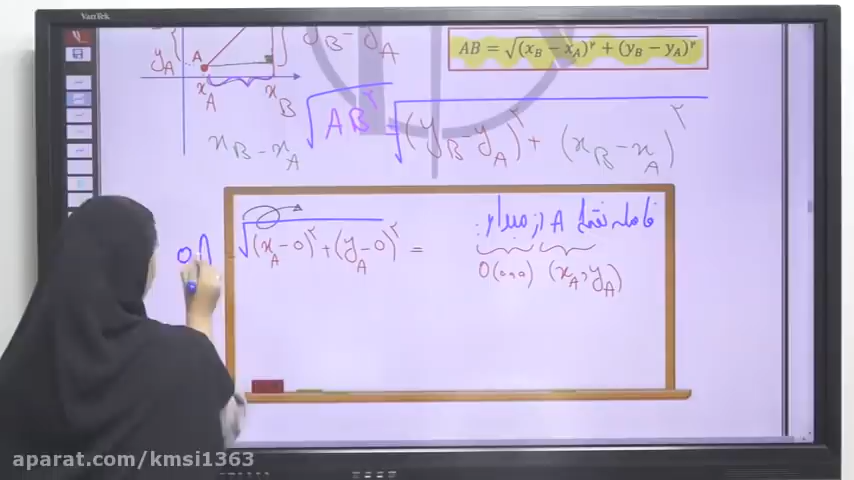 VarTek
y_B - y_A
AB = √(x_B − x_A)² + (y_B − y_A)²
y_A A
x_A x_B
x_B - x_A
√AB² = √(y_B - y_A)² + (x_B - x_A)²
فاصله نقطه A از مبدا:
O(0,0) (x_A, y_A)
OA = √(x_A - 0)² + (y_A - 0)² =
aparat.com/kmsi1363